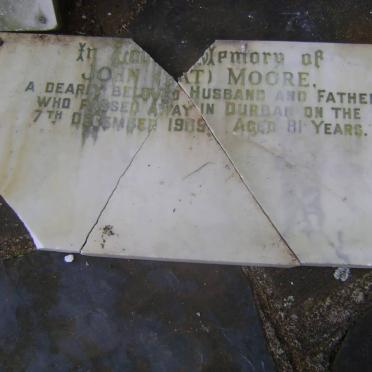 In Loving Memory of
JOHN (PAT) MOORE,
A DEARLY BELOVED HUSBAND AND FATHER
WHO PASSED AWAY IN DURBAN ON THE
7TH DECEMBER AGED 81 YEARS.